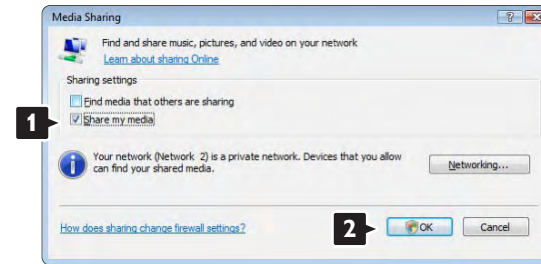 Media Sharing
Find and share music, pictures, and video on your network
Learn about sharing Online
Sharing settings
Find media that others are sharing
1
Share my media
Your network (Network 2) is a private network. Devices that you allow
can find your shared media.
Networking...
How does sharing change firewall settings?
2
OK
Cancel